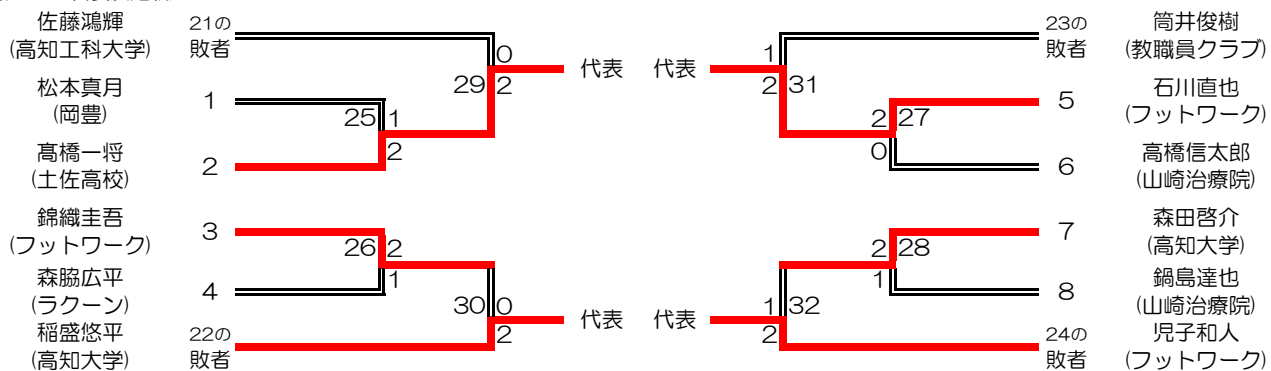 佐藤鴻輝
(高知工科大学)
21の
敗者
松本真月
(岡豊)
1
髙橋一将
(土佐高校)
2
錦織圭吾
(フットワーク)
3
森脇広平
(ラクーン)
4
稲盛悠平
(高知大学)
22の
敗者
25
1
2
26
2
1
29
0
2
30
0
2
代表
代表
代表
代表
1
2
31
2
0
27
2
1
28
1
2
32
23の
敗者
筒井俊樹
(教職員クラブ)
5
石川直也
(フットワーク)
6
高橋信太郎
(山崎治療院)
7
森田啓介
(高知大学)
8
鍋島達也
(山崎治療院)
24の
敗者
児子和人
(フットワーク)